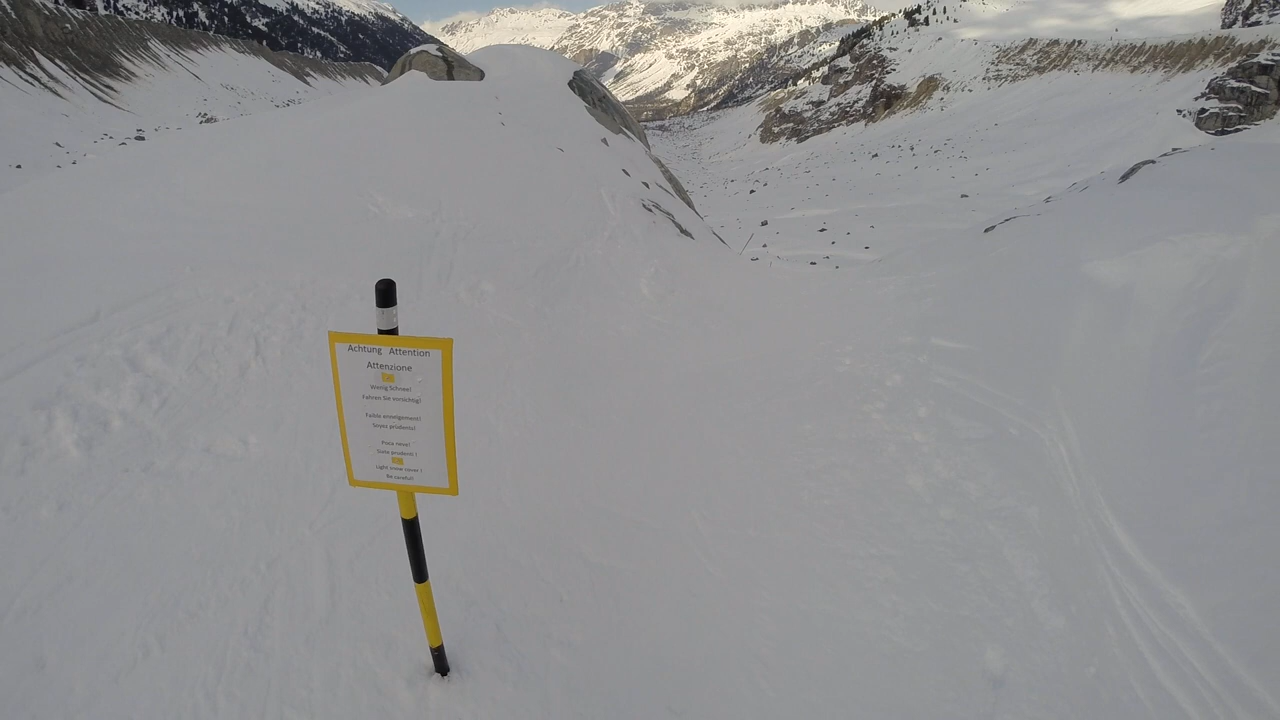 Achtung Attention
Attenzione
Wenig Schnee!
Fahren Sie vorsichtig!
Faible enneigement!
Soyez prudents!
Poca neve!
Siate prudenti !
Light snow cover !
Be careful!